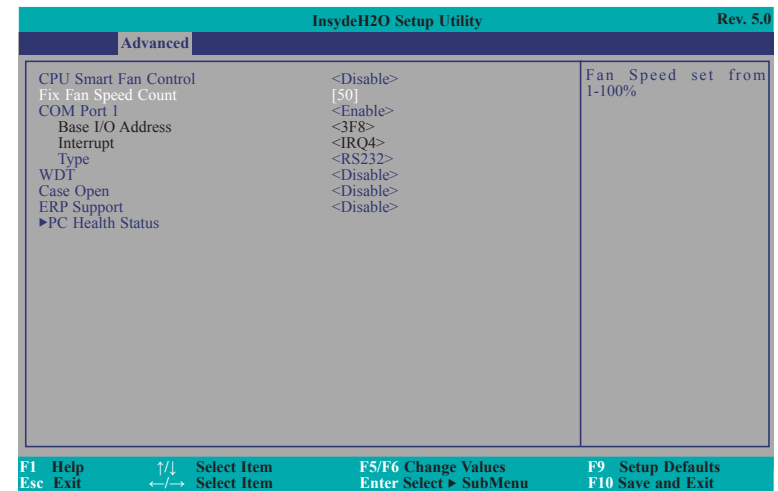 InsydeH2O Setup Utility Rev. 5.0
Advanced
CPU Smart Fan Control <Disable>
Fix Fan Speed Count [50]
COM Port 1 <Enable>
Base I/O Address <3F8>
Interrupt <IRQ4>
Type <RS232>
WDT <Disable>
Case Open <Disable>
ERP Support <Disable>
►PC Health Status
Fan Speed set from
1-100%
F1 Help ↑/↓ Select Item F5/F6 Change Values F9 Setup Defaults
Esc Exit ←/→ Select Item Enter Select ► SubMenu F10 Save and Exit